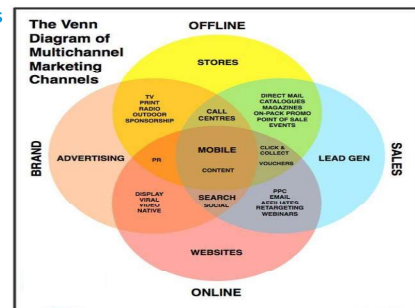 s
The Venn
Diagram of
Multichannel
Marketing
Channels
OFFLINE
STORES
TV
PRINT
RADIO
OUTDOOR
SPONSORSHIP
CALL
CENTRES
DIRECT MAIL
CATALOGUES
MAGAZINES
ON-PACK PROMO
POINT OF SALE
EVENTS
BRAND
ADVERTISING
PR
MOBILE
CONTENT
CLICK &
COLLECT
VOUCHERS
LEAD GEN
SALES
DISPLAY
VIRAL
VIDEO
NATIVE
SEARCH
SOCIAL
PPC
EMAIL
AFFILIATES
RETARGETING
WEBINARS
WEBSITES
ONLINE